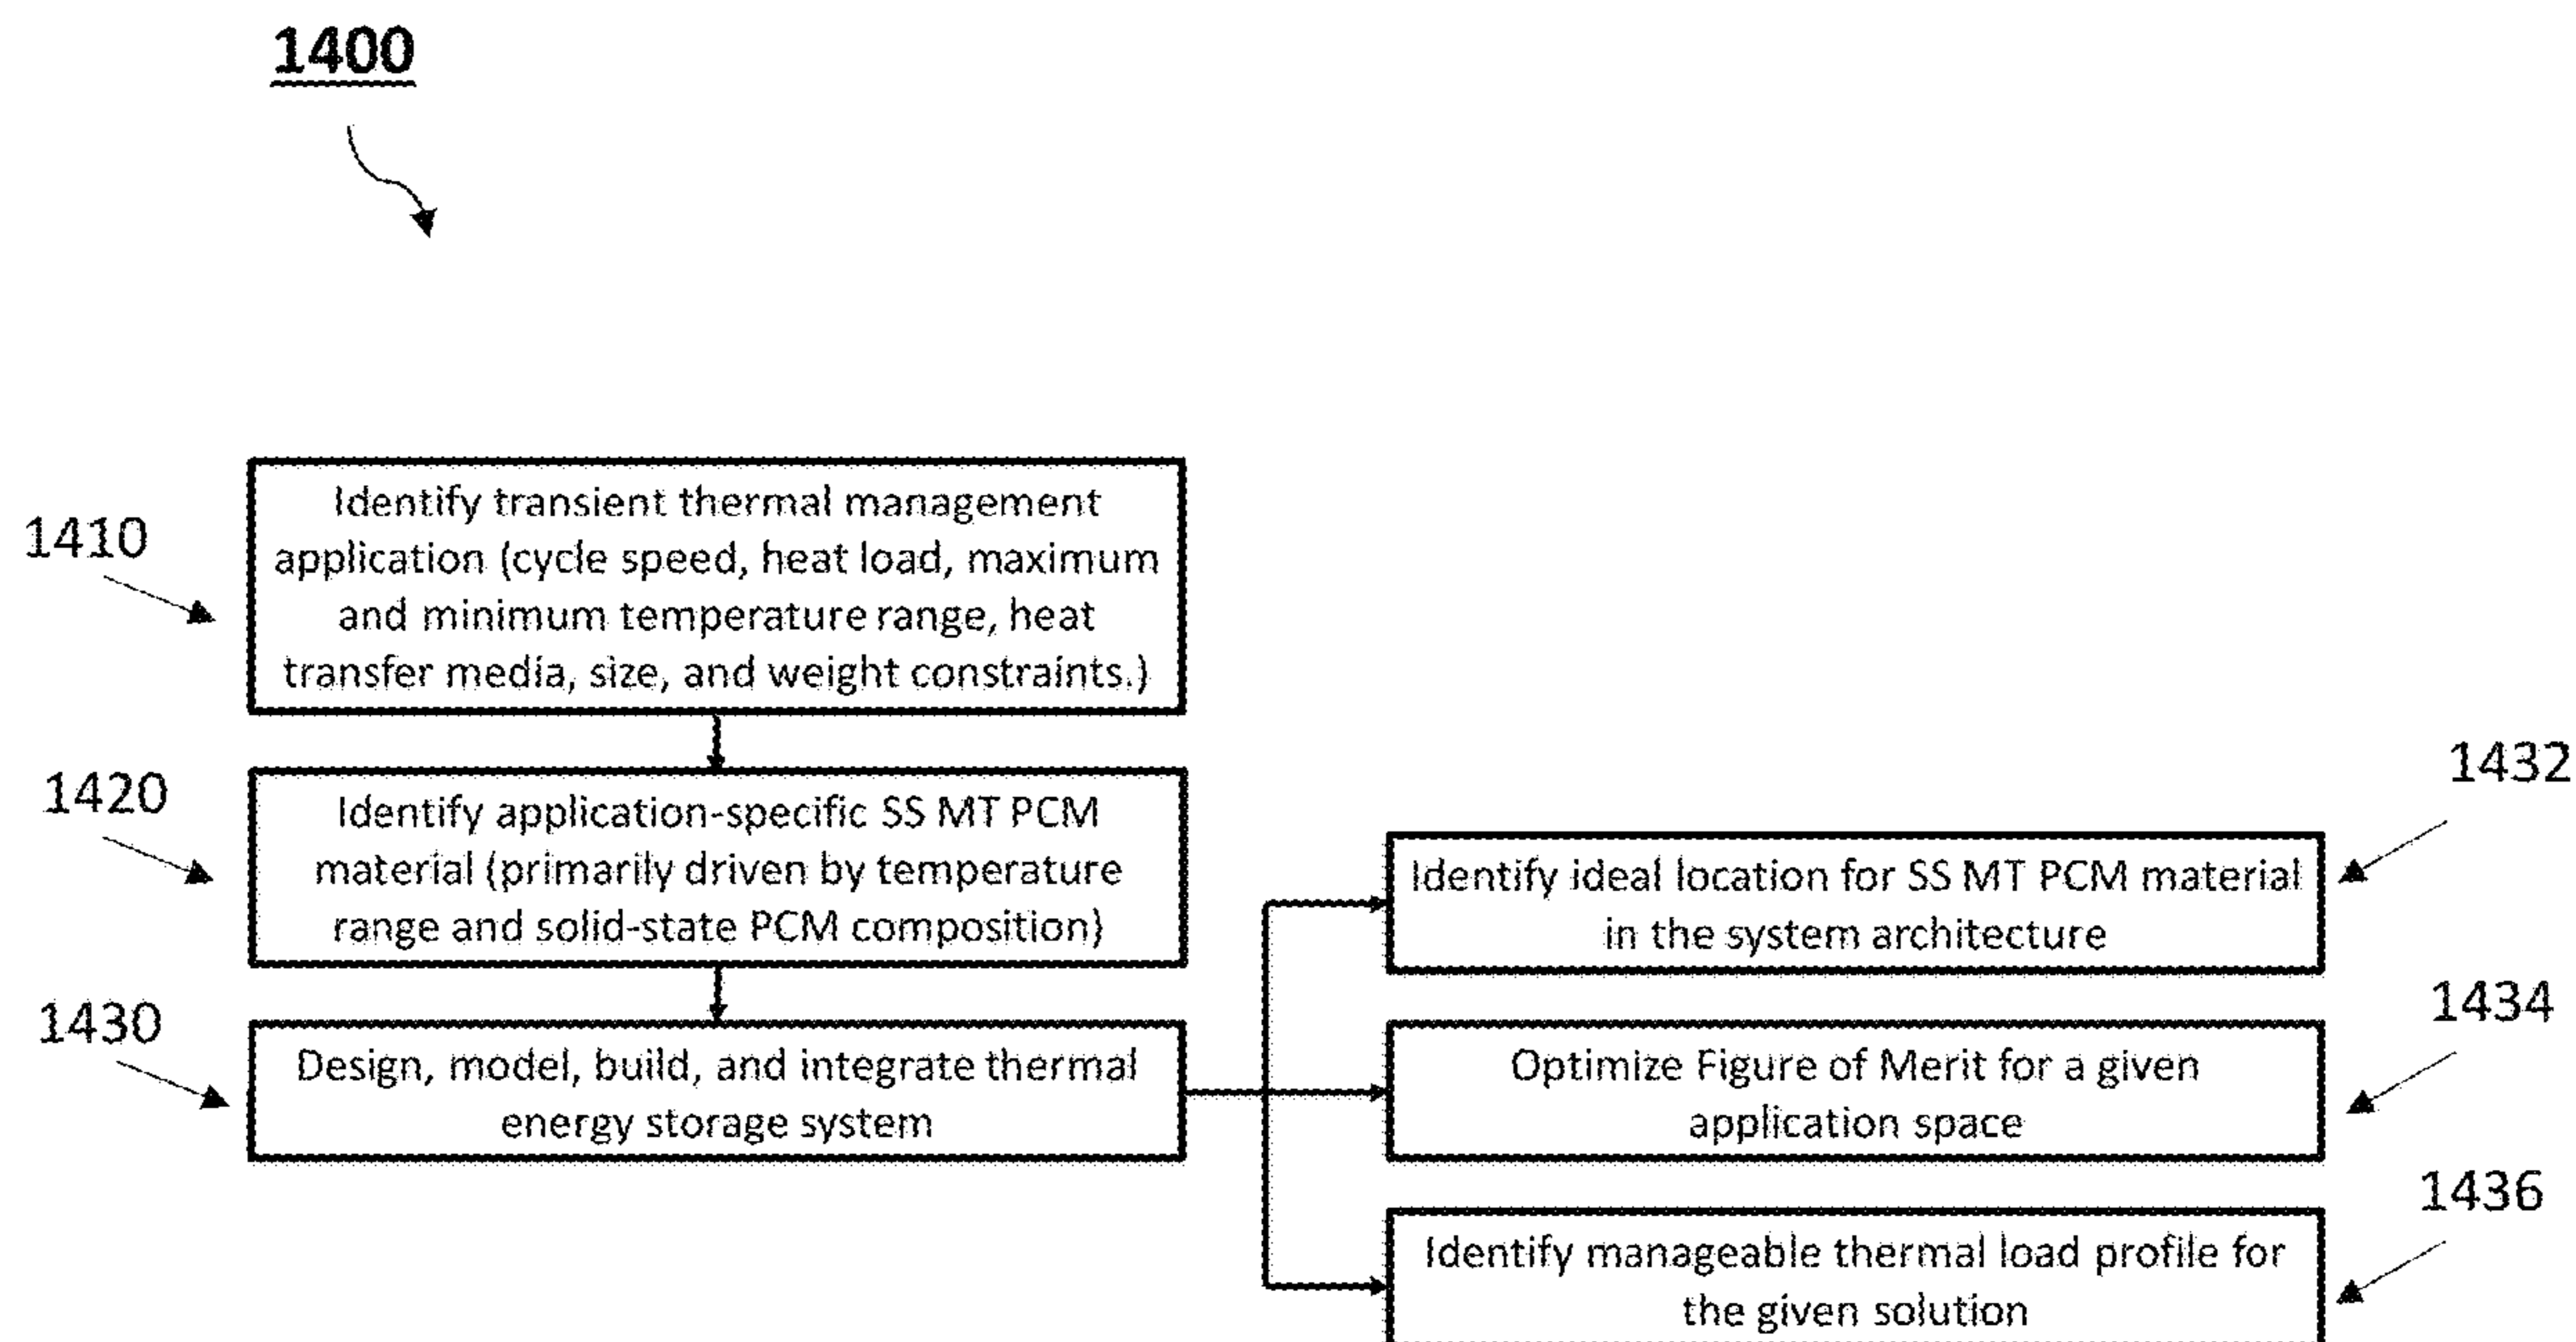 1400
1410
Identify transient thermal management
application (cycle speed, heat load, maximum
and minimum temperature range, heat
transfer media, size, and weight constraints.)
1420
Identify application-specific SS MT PCM
material (primarily driven by temperature
range and solid-state PCM composition)
1430
Design, model, build, and integrate thermal
energy storage system
1432
Identify ideal location for SS MT PCM material
in the system architecture
1434
Optimize Figure of Merit for a given
application space
1436
Identify manageable thermal load profile for
the given solution